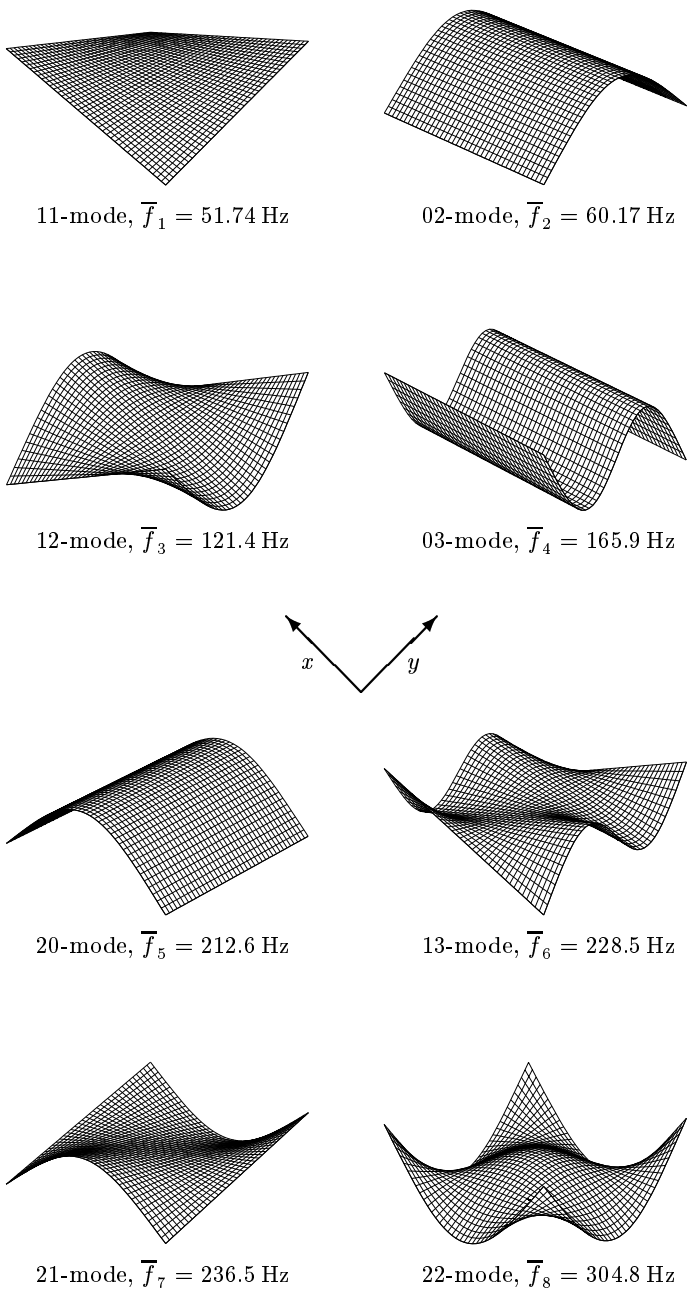 11-mode, f̅₁ = 51.74 Hz
02-mode, f̅₂ = 60.17 Hz
12-mode, f̅₃ = 121.4 Hz
03-mode, f̅₄ = 165.9 Hz
x
y
20-mode, f̅₅ = 212.6 Hz
13-mode, f̅₆ = 228.5 Hz
21-mode, f̅₇ = 236.5 Hz
22-mode, f̅₈ = 304.8 Hz